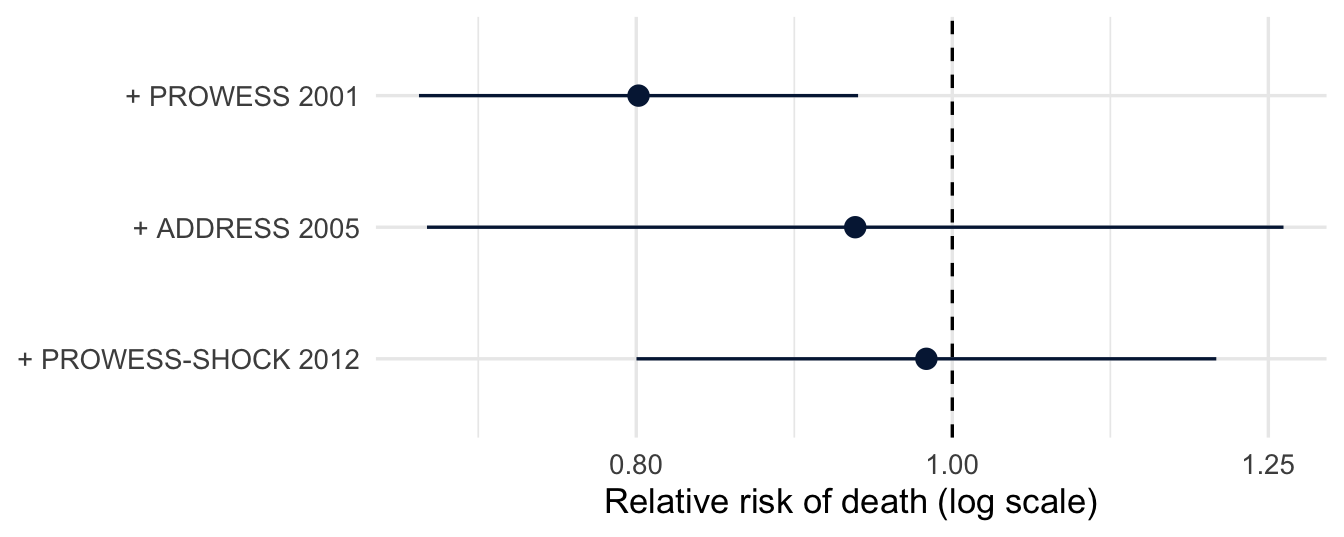 + PROWESS 2001
+ ADDRESS 2005
+ PROWESS-SHOCK 2012
0.80 1.00 1.25
Relative risk of death (log scale)